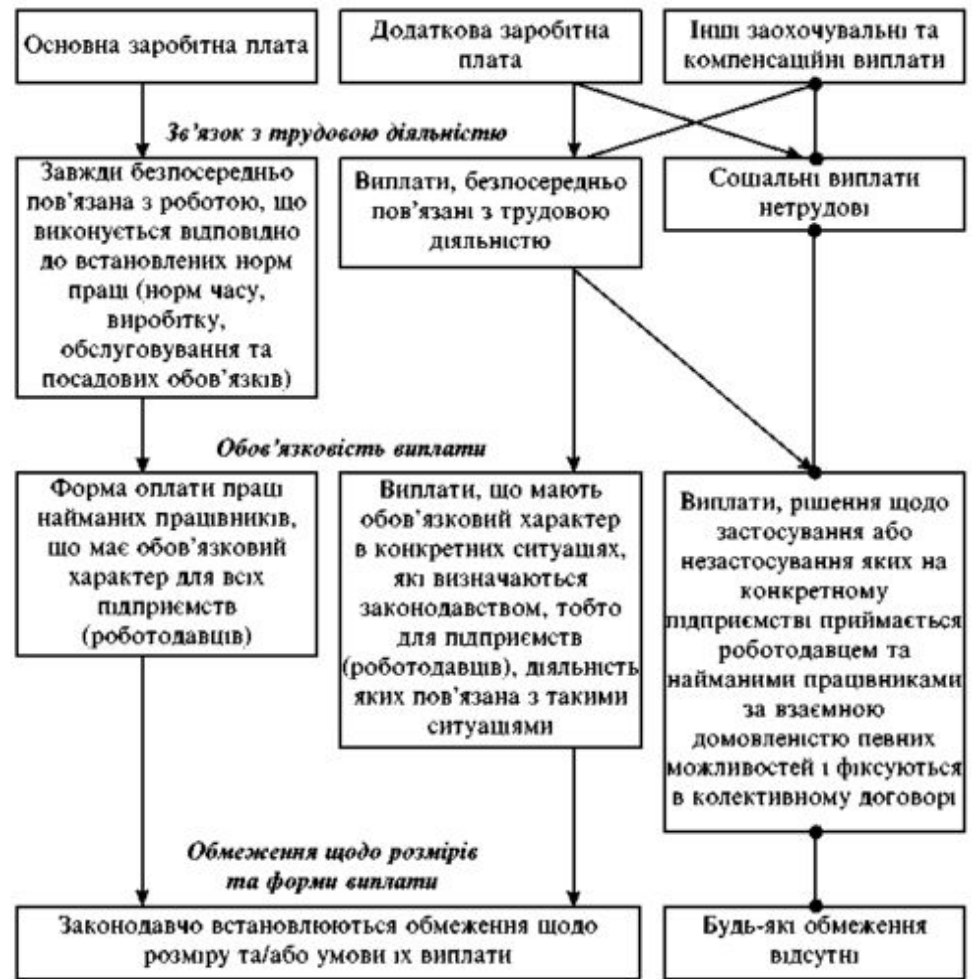 Основна заробітна плата
Додаткова заробітна
плата
Інші заохочувальні та
компенсаційні виплати
Зв’язок з трудовою діяльністю
Завжди безпосередньо
пов’язана з роботою, що
виконується відповідно
до встановлених норм
праці (норм часу,
виробітку,
обслуговування та
посадових обов’язків)
Виплати, безпосередньо
пов’язані з трудовою
діяльністю
Соціальні виплати
нетрудові
Обов’язковість виплати
Форма оплати праці
найманих працівників,
що має обов’язковий
характер для всіх
підприємств
(роботодавців)
Виплати, що мають
обов’язковий характер
в конкретних ситуаціях,
які визначаються
законодавством, тобто
для підприємств
(роботодавців), діяльність
яких пов’язана з такими
ситуаціями
Виплати, рішення щодо
застосування або
незастосування яких на
конкретному
підприємстві приймається
роботодавцем та
найманими працівниками
за взаємною
домовленістю певних
можливостей і фіксуються
в колективному договорі
Обмеження щодо розмірів
та форми виплати
Законодавчо встановлюються обмеження щодо
розміру та/або умови їх виплати
Будь-які обмеження
відсутні